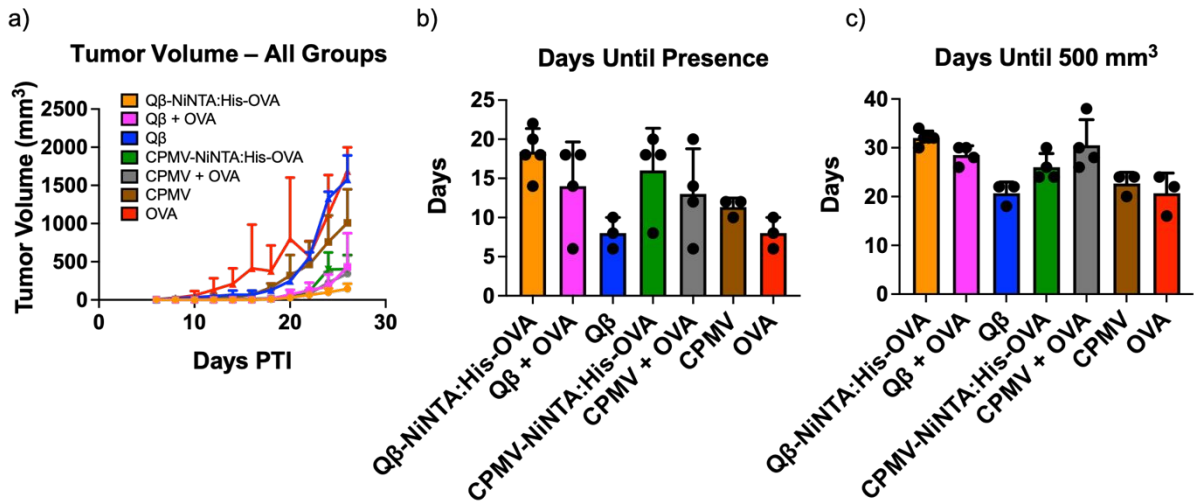 a)
Tumor Volume – All Groups
Qβ-NiNTA:His-OVA
Qβ + OVA
Qβ
CPMV-NiNTA:His-OVA
CPMV + OVA
CPMV
OVA
Tumor Volume (mm³)
2500
2000
1500
1000
500
0
0
10
20
30
Days PTI
b)
Days Until Presence
Days
25
20
15
10
5
0
Qβ-NiNTA:His-OVA
Qβ + OVA
Qβ
CPMV-NiNTA:His-OVA
CPMV + OVA
CPMV
OVA
c)
Days Until 500 mm³
Days
40
30
20
10
0
Qβ-NiNTA:His-OVA
Qβ + OVA
Qβ
CPMV-NiNTA:His-OVA
CPMV + OVA
CPMV
OVA